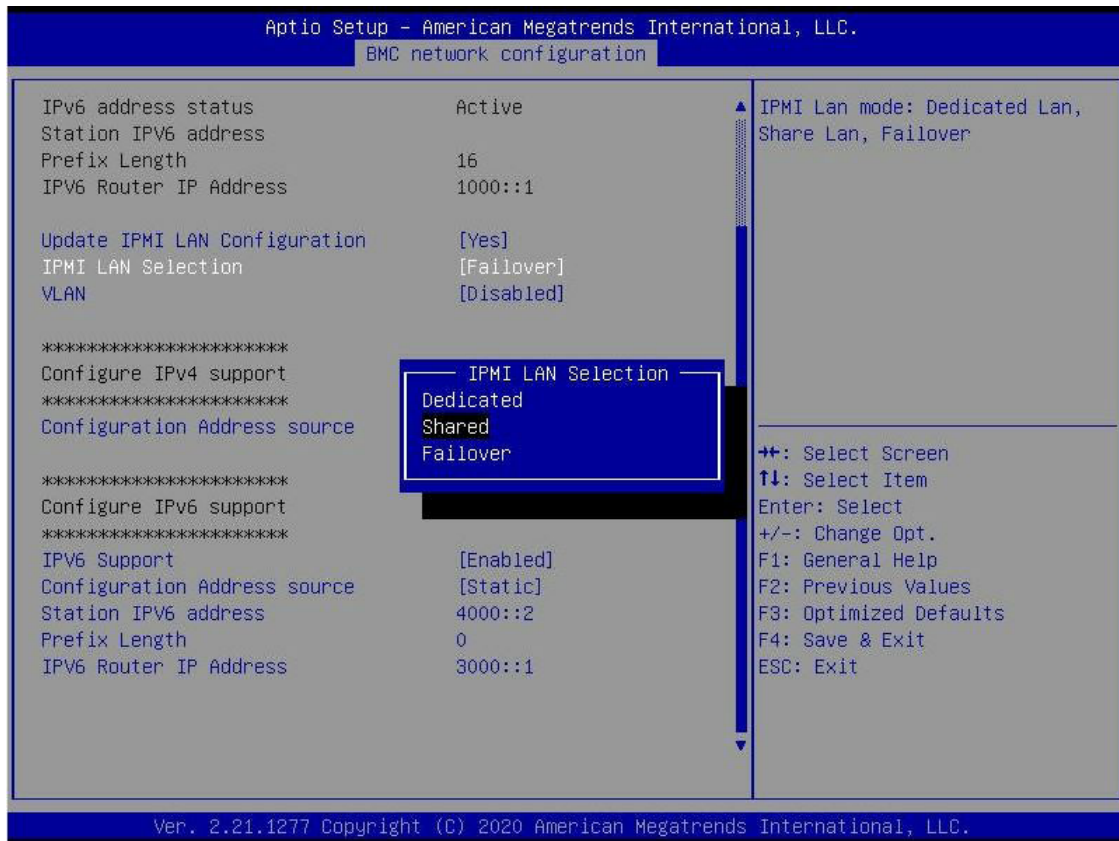 Aptio Setup – American Megatrends International, LLC.
BMC network configuration
IPv6 address status Active
Station IPV6 address
Prefix Length 16
IPV6 Router IP Address 1000::1
Update IPMI LAN Configuration [Yes]
IPMI LAN Selection [Failover]
VLAN [Disabled]
**********************
Configure IPv4 support
**********************
Configuration Address source
**********************
Configure IPv6 support
**********************
IPV6 Support [Enabled]
Configuration Address source [Static]
Station IPV6 address 4000::2
Prefix Length 0
IPV6 Router IP Address 3000::1
IPMI LAN Selection
Dedicated
Shared
Failover
IPMI Lan mode: Dedicated Lan,
Share Lan, Failover
→←: Select Screen
↑↓: Select Item
Enter: Select
+/-: Change Opt.
F1: General Help
F2: Previous Values
F3: Optimized Defaults
F4: Save & Exit
ESC: Exit
Ver. 2.21.1277 Copyright (C) 2020 American Megatrends International, LLC.